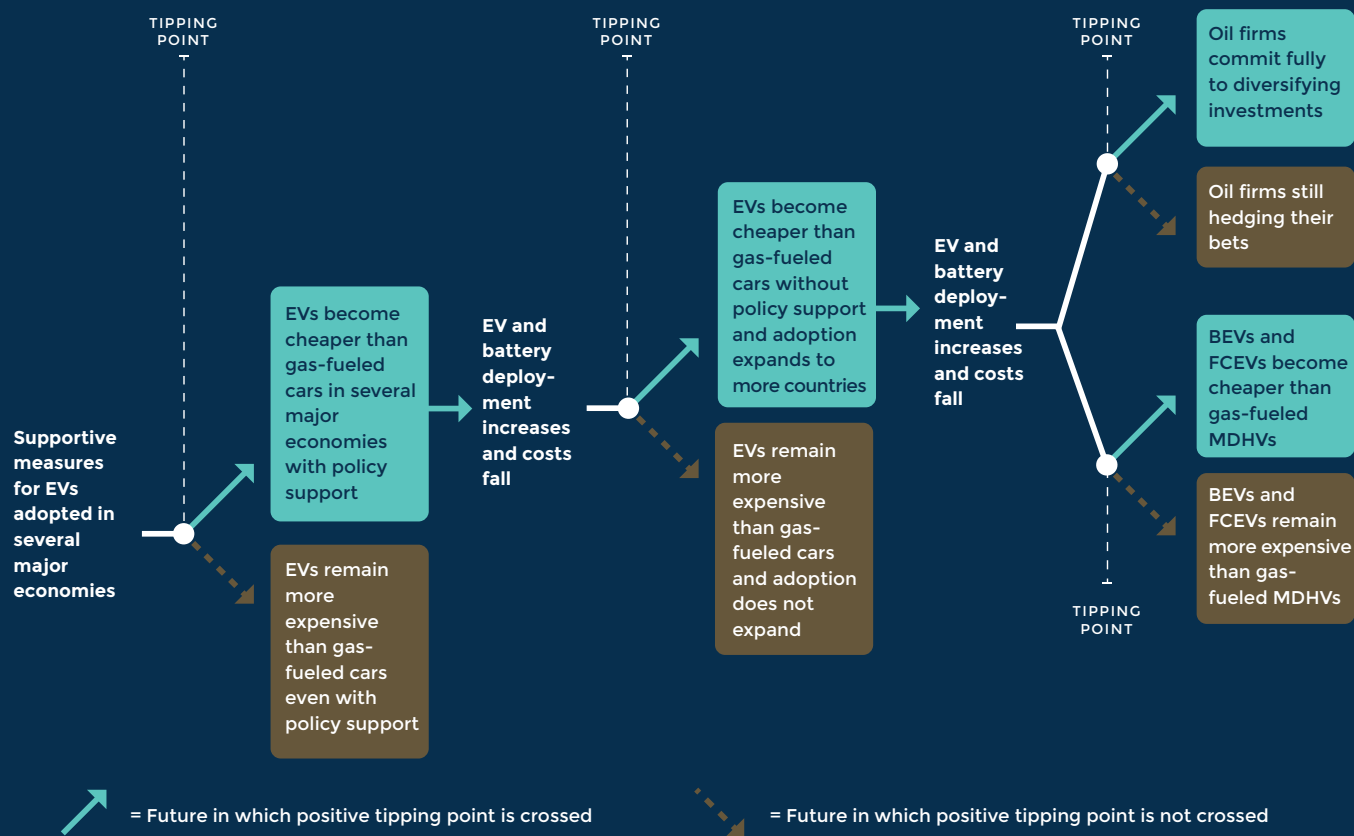 TIPPING
POINT
Supportive
measures
for EVs
adopted in
several
major
economies
EVs become
cheaper than
gas-fueled
cars in several
major
economies
with policy
support
EVs remain
more
expensive
than gas-
fueled cars
even with
policy support
EV and
battery
deploy-
ment
increases
and costs
fall
TIPPING
POINT
EVs become
cheaper than
gas-fueled
cars without
policy support
and adoption
expands to
more countries
EVs remain
more
expensive
than gas-
fueled cars
and adoption
does not
expand
EV and
battery
deploy-
ment
increases
and costs
fall
TIPPING
POINT
Oil firms
commit fully
to diversifying
investments
Oil firms still
hedging their
bets
BEVs and
FCEVs become
cheaper than
gas-fueled
MDHVs
BEVs and
FCEVs remain
more expensive
than gas-
fueled MDHVs
TIPPING
POINT
= Future in which positive tipping point is crossed
= Future in which positive tipping point is not crossed